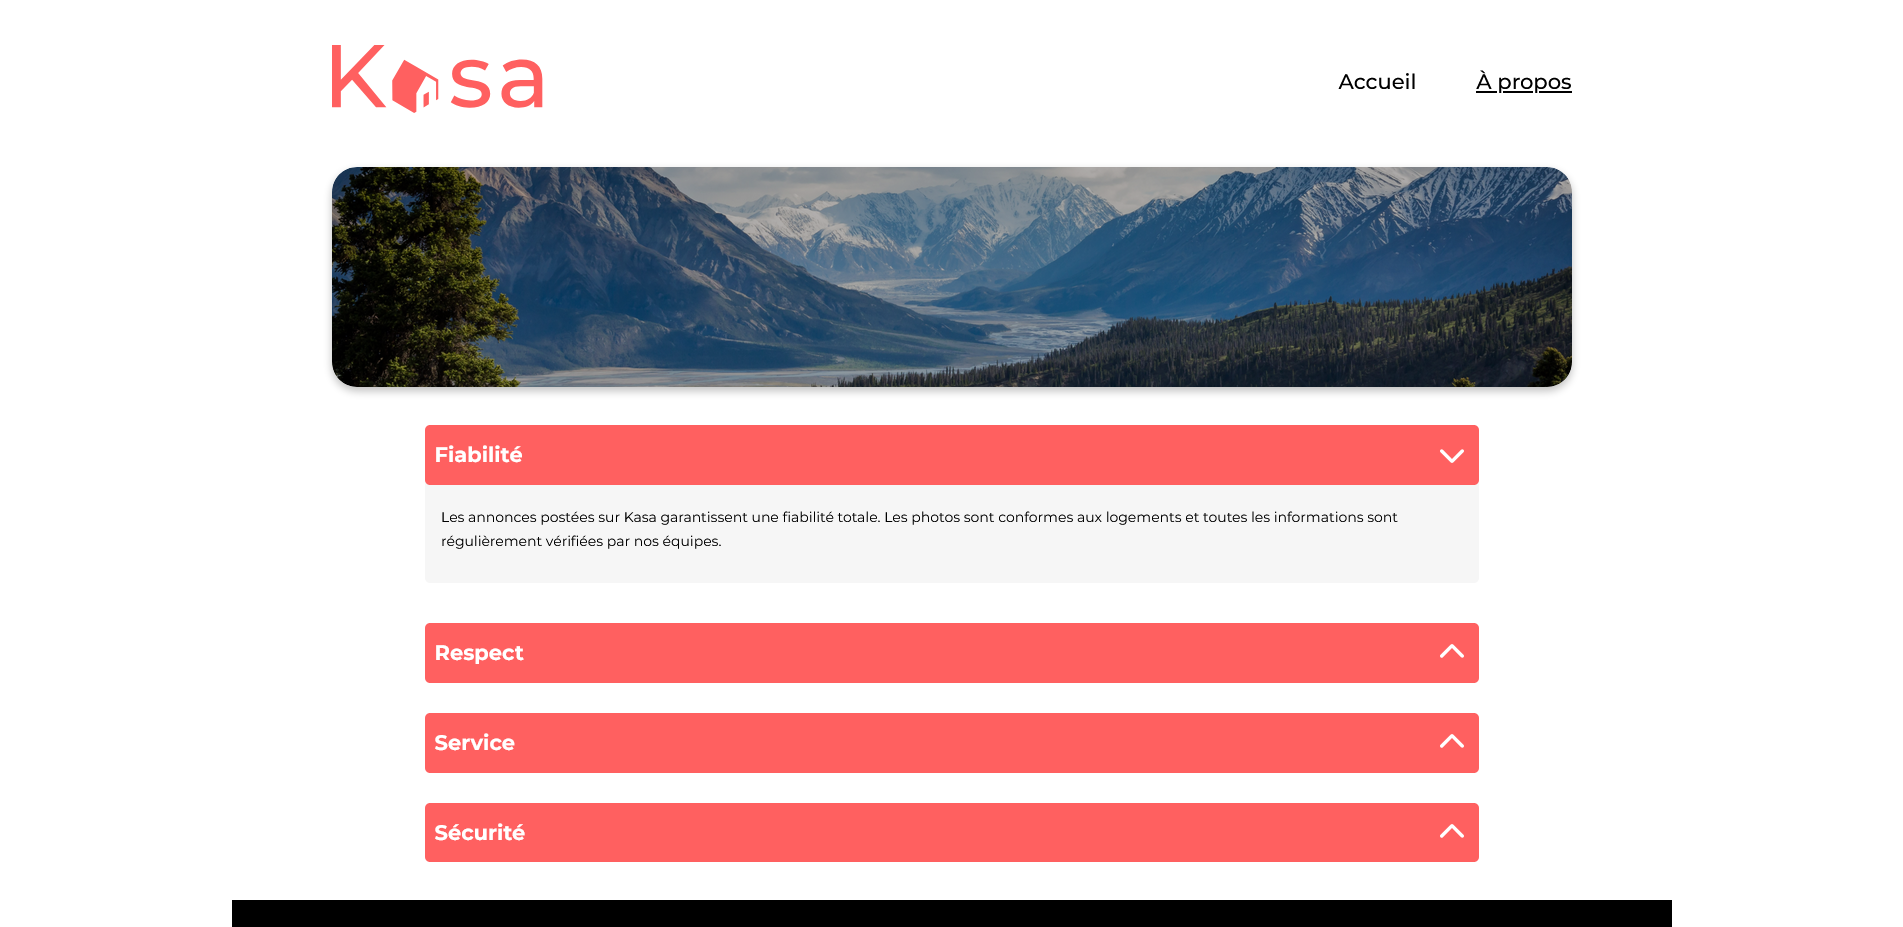 Kasa
Accueil
À propos
Fiabilité
Les annonces postées sur Kasa garantissent une fiabilité totale. Les photos sont conformes aux logements et toutes les informations sont
régulièrement vérifiées par nos équipes.
Respect
Service
Sécurité